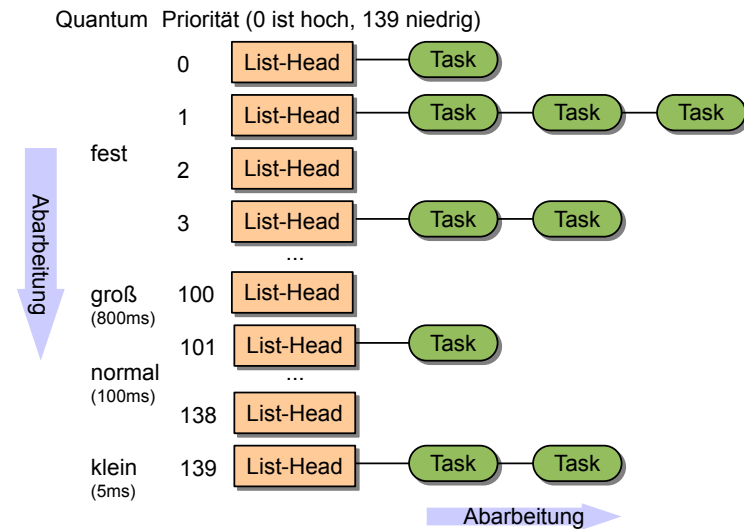 Quantum Priorität (0 ist hoch, 139 niedrig)
0 List-Head Task
1 List-Head Task Task Task
fest
2 List-Head
3 List-Head Task Task
...
groß 100 List-Head
(800ms)
101 List-Head Task
...
normal
(100ms)
138 List-Head
klein 139 List-Head Task Task
(5ms)
Abarbeitung
Abarbeitung